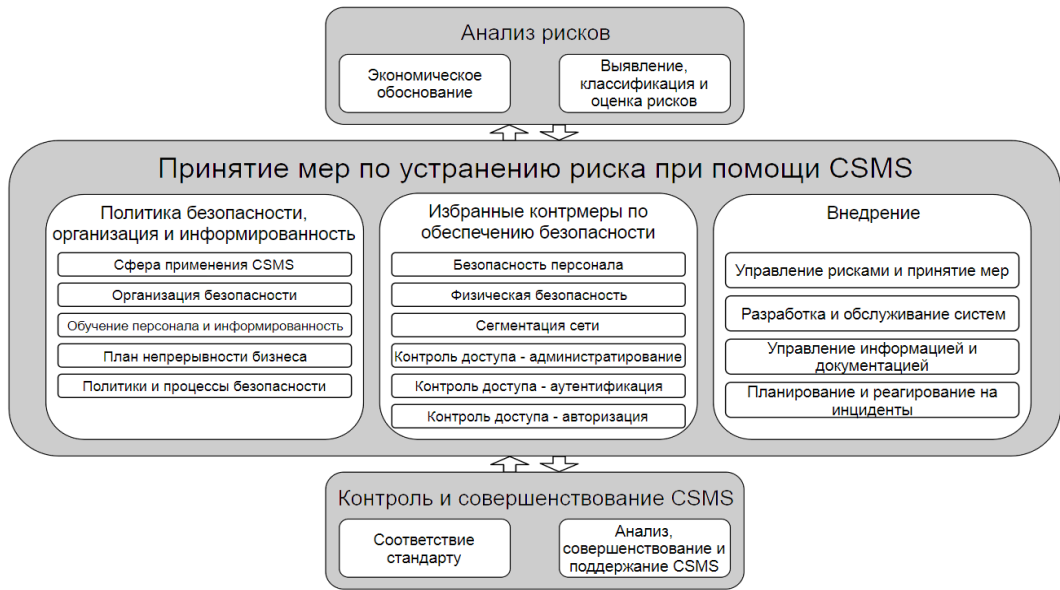 Анализ рисков
Экономическое
обоснование
Выявление,
классификация и
оценка рисков
Принятие мер по устранению риска при помощи CSMS
Политика безопасности,
организация и информированность
Сфера применения CSMS
Организация безопасности
Обучение персонала и информированность
План непрерывности бизнеса
Политики и процессы безопасности
Избранные контрмеры по
обеспечению безопасности
Безопасность персонала
Физическая безопасность
Сегментация сети
Контроль доступа - администратирование
Контроль доступа - аутентификация
Контроль доступа - авторизация
Внедрение
Управление рисками и принятие мер
Разработка и обслуживание систем
Управление информацией и
документацией
Планирование и реагирование на
инциденты
Контроль и совершенствование CSMS
Соответствие
стандарту
Анализ,
совершенствование и
поддержание CSMS